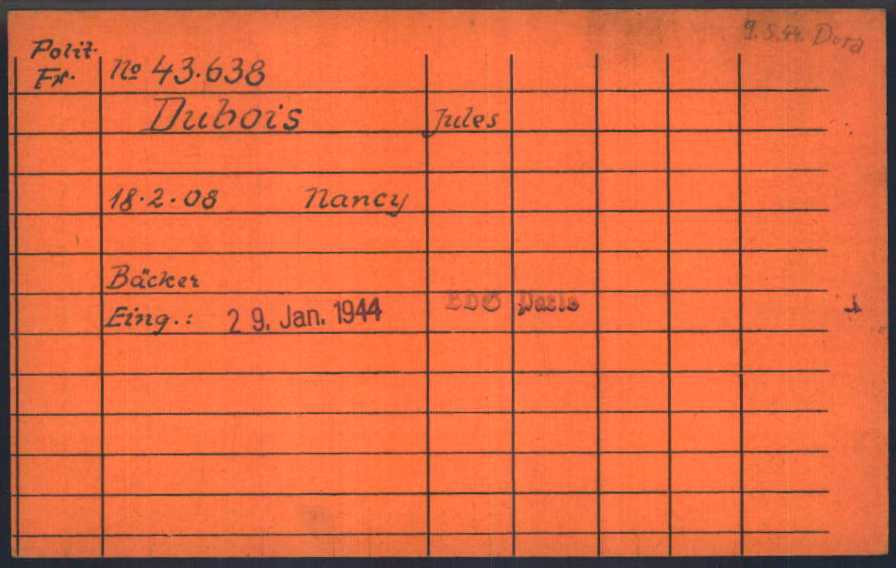 9.5.44. Dora
Polit.
Fr. No 43.638
Dubois Jules
18.2.08 Nancy
Bäcker
Eing.: 29. Jan. 1944 BDS Paris